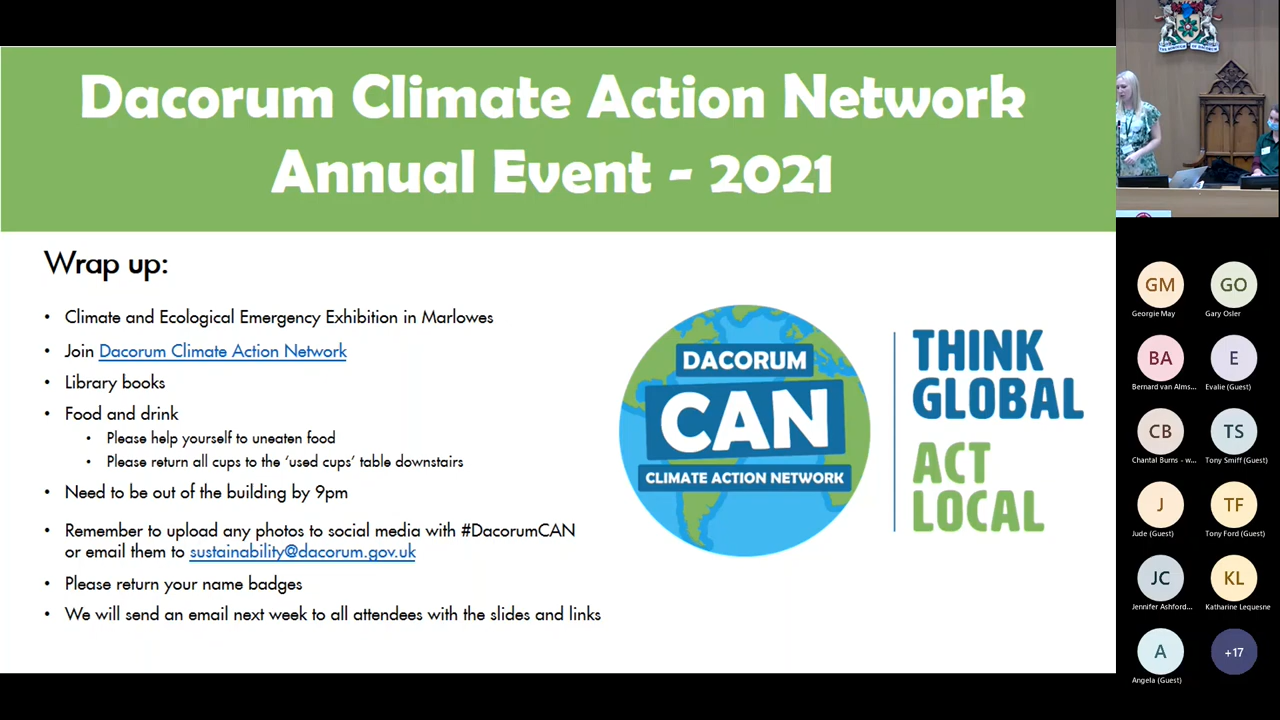 Dacorum Climate Action Network
Annual Event - 2021
Wrap up:
• Climate and Ecological Emergency Exhibition in Marlowes
• Join Dacorum Climate Action Network
• Library books
• Food and drink
• Please help yourself to uneaten food
• Please return all cups to the ‘used cups’ table downstairs
• Need to be out of the building by 9pm
• Remember to upload any photos to social media with #DacorumCAN
or email them to sustainability@dacorum.gov.uk
• Please return your name badges
• We will send an email next week to all attendees with the slides and links
DACORUM
CAN
CLIMATE ACTION NETWORK
THINK
GLOBAL
ACT
LOCAL
GM
Georgie May
GO
Gary Osler
BA
Bernard van Alms...
E
Evalie (Guest)
CB
Chantal Burns - w...
TS
Tony Smiff (Guest)
J
Jude (Guest)
TF
Tony Ford (Guest)
JC
Jennifer Ashford...
KL
Katharine Lequesne
A
Angela (Guest)
+17